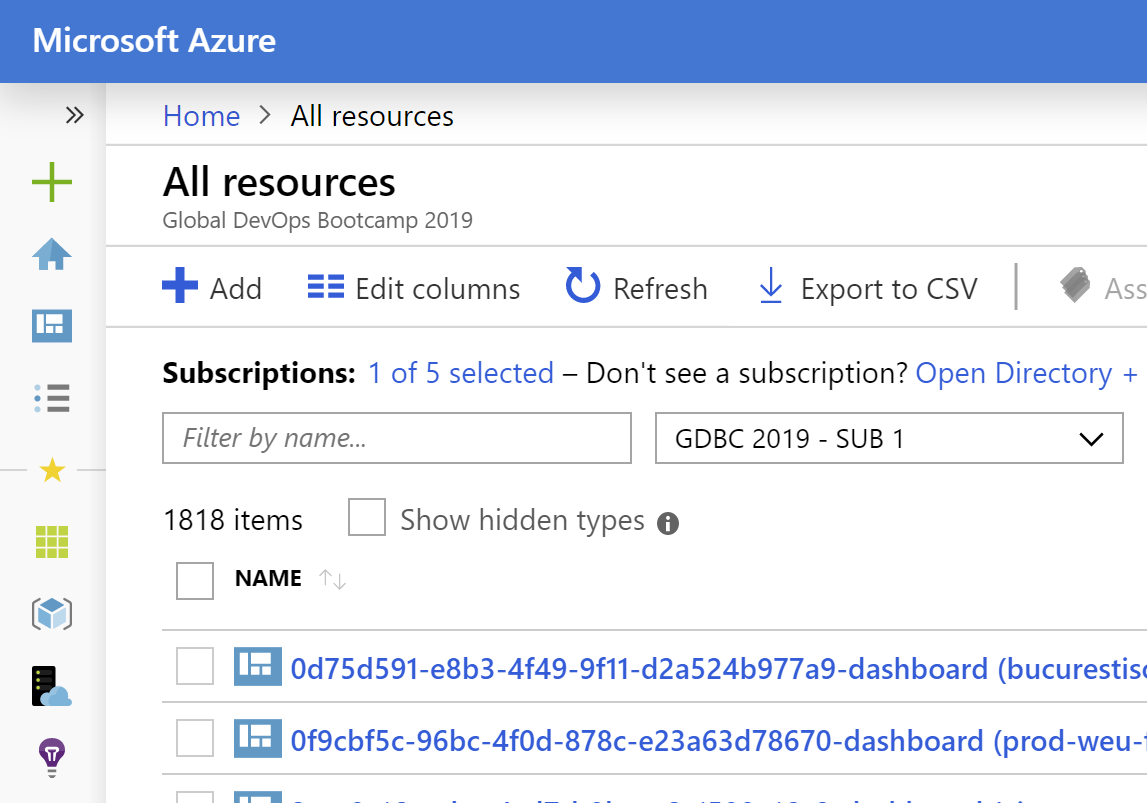 Microsoft Azure
Home > All resources
All resources
Global DevOps Bootcamp 2019
Add Edit columns Refresh Export to CSV
Subscriptions: 1 of 5 selected – Don't see a subscription? Open Directory +
Filter by name... GDBC 2019 - SUB 1
1818 items Show hidden types
NAME
0d75d591-e8b3-4f49-9f11-d2a524b977a9-dashboard (bucurestisc
0f9cbf5c-96bc-4f0d-878c-e23a63d78670-dashboard (prod-weu-